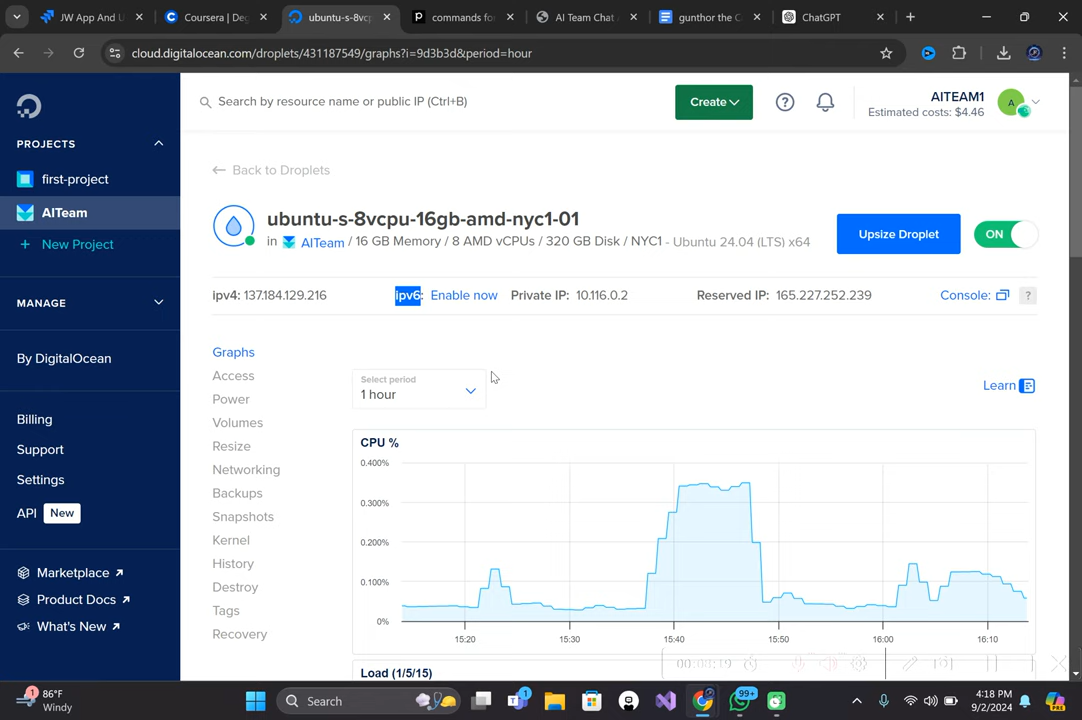 JW App And U
Coursera | Deg
ubuntu-s-8vcp
commands for
AI Team Chat
gunthor the C
ChatGPT
cloud.digitalocean.com/droplets/431187549/graphs?i=9d3b3d&period=hour
Search by resource name or public IP (Ctrl+B)
Create
AITEAM1
Estimated costs: $4.46
A
PROJECTS
first-project
AITeam
New Project
MANAGE
By DigitalOcean
Billing
Support
Settings
API New
Marketplace
Product Docs
What's New
Back to Droplets
ubuntu-s-8vcpu-16gb-amd-nyc1-01
in AITeam / 16 GB Memory / 8 AMD vCPUs / 320 GB Disk / NYC1 - Ubuntu 24.04 (LTS) x64
Upsize Droplet
ON
ipv4: 137.184.129.216 ipv6: Enable now Private IP: 10.116.0.2 Reserved IP: 165.227.252.239 Console: ?
Graphs
Access
Power
Volumes
Resize
Networking
Backups
Snapshots
Kernel
History
Destroy
Tags
Recovery
Select period
1 hour
Learn
CPU %
0.400%
0.300%
0.200%
0.100%
0%
15:20 15:30 15:40 15:50 16:00 16:10
Load (1/5/15)
1
86°F
Windy
Search
1
99+
4:18 PM
9/2/2024
PRE